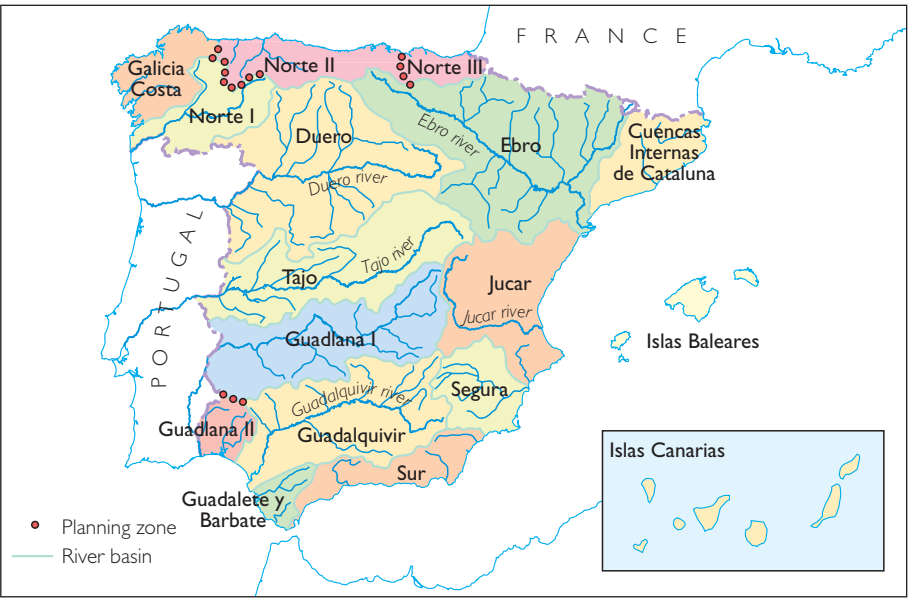 FRANCE
Galicia
Costa
Norte II
Norte III
Norte I
Duero
Ebro river
Ebro
Cuencas
Internas
de Cataluna
Duero river
PORTUGAL
Tajo river
Tajo
Jucar
Jucar river
Guadlana I
Islas Baleares
Segura
Guadalquivir river
Guadlana II
Guadalquivir
Sur
Islas Canarias
Guadalete y
Barbate
Planning zone
River basin